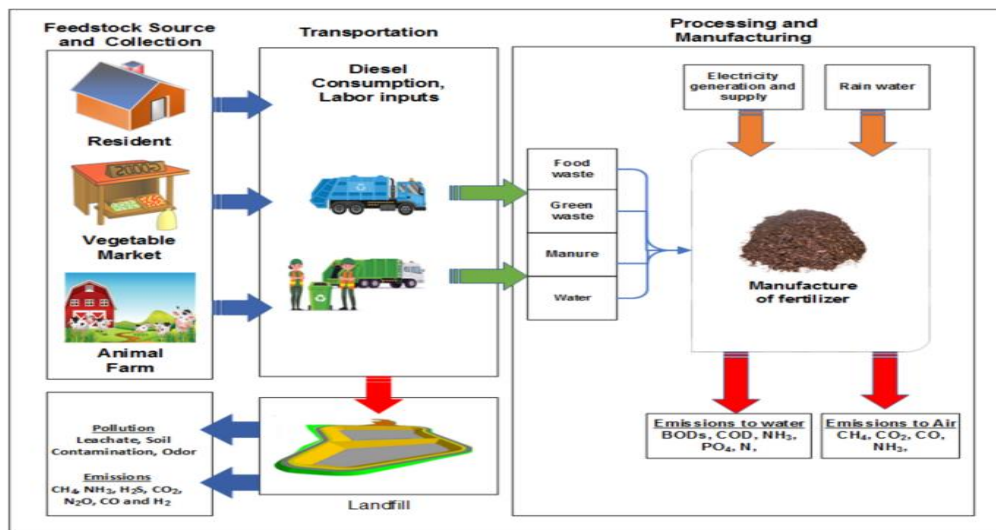 Feedstock Source
and Collection
Transportation
Processing and
Manufacturing
Resident
Vegetable
Market
Animal
Farm
Diesel
Consumption,
Labor inputs
Electricity
generation and
supply
Rain water
Food
waste
Green
waste
Manure
Water
Manufacture
of fertilizer
Pollution
Leachate, Soil
Contamination, Odor
Emissions
CH₄, NH₃, H₂S, CO₂,
N₂O, CO and H₂
Landfill
Emissions to water
BODs, COD, NH₃,
PO₄, N,
Emissions to Air
CH₄, CO₂, CO,
NH₃,